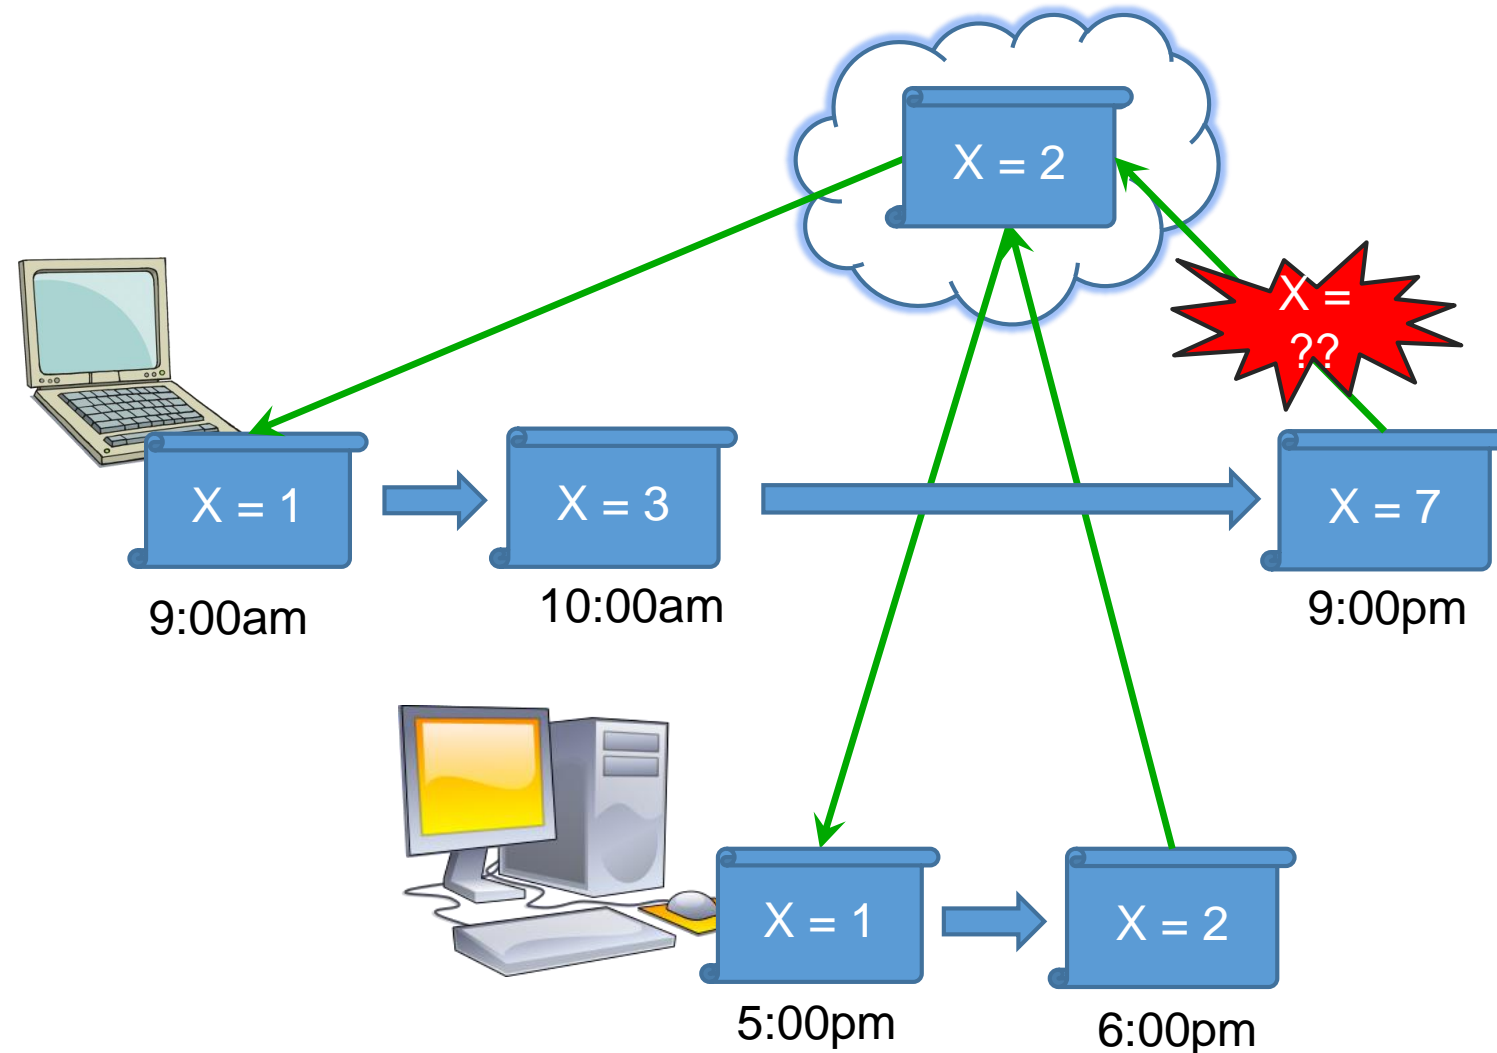 X = 2
X =
??
X = 1
X = 3
X = 7
9:00am
10:00am
9:00pm
X = 1
X = 2
5:00pm
6:00pm